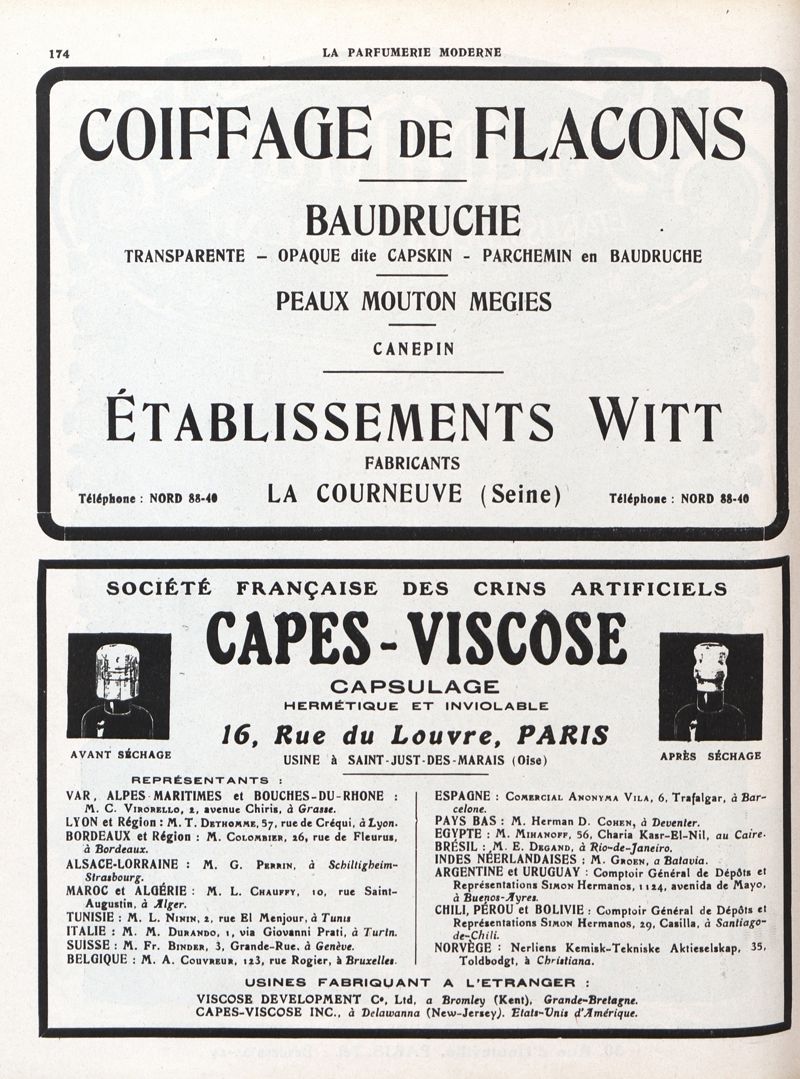 174
LA PARFUMERIE MODERNE
COIFFAGE DE FLACONS
BAUDRUCHE
TRANSPARENTE – OPAQUE dite CAPSKIN - PARCHEMIN en BAUDRUCHE
PEAUX MOUTON MEGIES
CANEPIN
ÉTABLISSEMENTS WITT
FABRICANTS
Téléphone : NORD 88-40 LA COURNEUVE (Seine) Téléphone : NORD 88-40
SOCIÉTÉ FRANÇAISE DES CRINS ARTIFICIELS
CAPES-VISCOSE
CAPSULAGE
HERMÉTIQUE ET INVIOLABLE
16, Rue du Louvre, PARIS
USINE à SAINT-JUST-DES-MARAIS (Oise)
AVANT SÉCHAGE
APRÈS SÉCHAGE
REPRÉSENTANTS :
VAR, ALPES-MARITIMES et BOUCHES-DU-RHONE :
M. C. VIRORELLO, 2, avenue Chiris, à Grasse.
LYON et Région : M. T. DETHOMME, 57, rue de Créqui, à Lyon.
BORDEAUX et Région : M. COLOMBIER, 26, rue de Fleurus,
à Bordeaux.
ALSACE-LORRAINE : M. G. PERRIN, à Schiltigheim-
Strasbourg.
MAROC et ALGÉRIE : M. L. CHAUFFY, 10, rue Saint-
Augustin, à Alger.
TUNISIE : M. L. NININ, 2, rue El Menjour, à Tunis
ITALIE : M. M. DURANDO, 1, via Giovanni Prati, à Turin.
SUISSE : M. Fr. BINDER, 3, Grande-Rue. à Genève.
BELGIQUE : M. A. COUVREUR, 123, rue Rogier, à Bruxelles.
ESPAGNE : COMERCIAL ANONYMA VILA, 6, Trafalgar, à Bar-
celone.
PAYS BAS : M. Herman D. COHEN, à Deventer.
EGYPTE : M. MIHANOFF, 56, Charia Kasr-El-Nil, au Caire.
BRÉSIL : M. E. DEGAND, à Rio-de-Janeiro.
INDES NÉERLANDAISES : M. GROEN, a Batavia.
ARGENTINE et URUGUAY : Comptoir Général de Dépôts et
Représentations SIMON Hermanos, 1124, avenida de Mayo,
à Buenos-Ayres.
CHILI, PÉROU et BOLIVIE : Comptoir Général de Dépôts et
Représentations SIMON Hermanos, 29, Casilla, à Santiago-
de-Chili.
NORVÈGE : Nerliens Kemisk-Tekniske Aktieselskap, 35,
Toldbodgt, à Christiana.
USINES FABRIQUANT A L'ETRANGER :
VISCOSE DEVELOPMENT Cº, Ltd, a Bromley (Kent), Grande-Bretagne.
CAPES-VISCOSE INC., à Delawanna (New-Jersey). Etats-Unis d'Amérique.